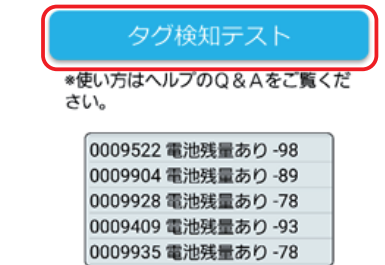 タグ検知テスト
*使い方はヘルプのQ&Aをご覧くだ
さい。
0009522 電池残量あり -98
0009904 電池残量あり -89
0009928 電池残量あり -78
0009409 電池残量あり -93
0009935 電池残量あり -78